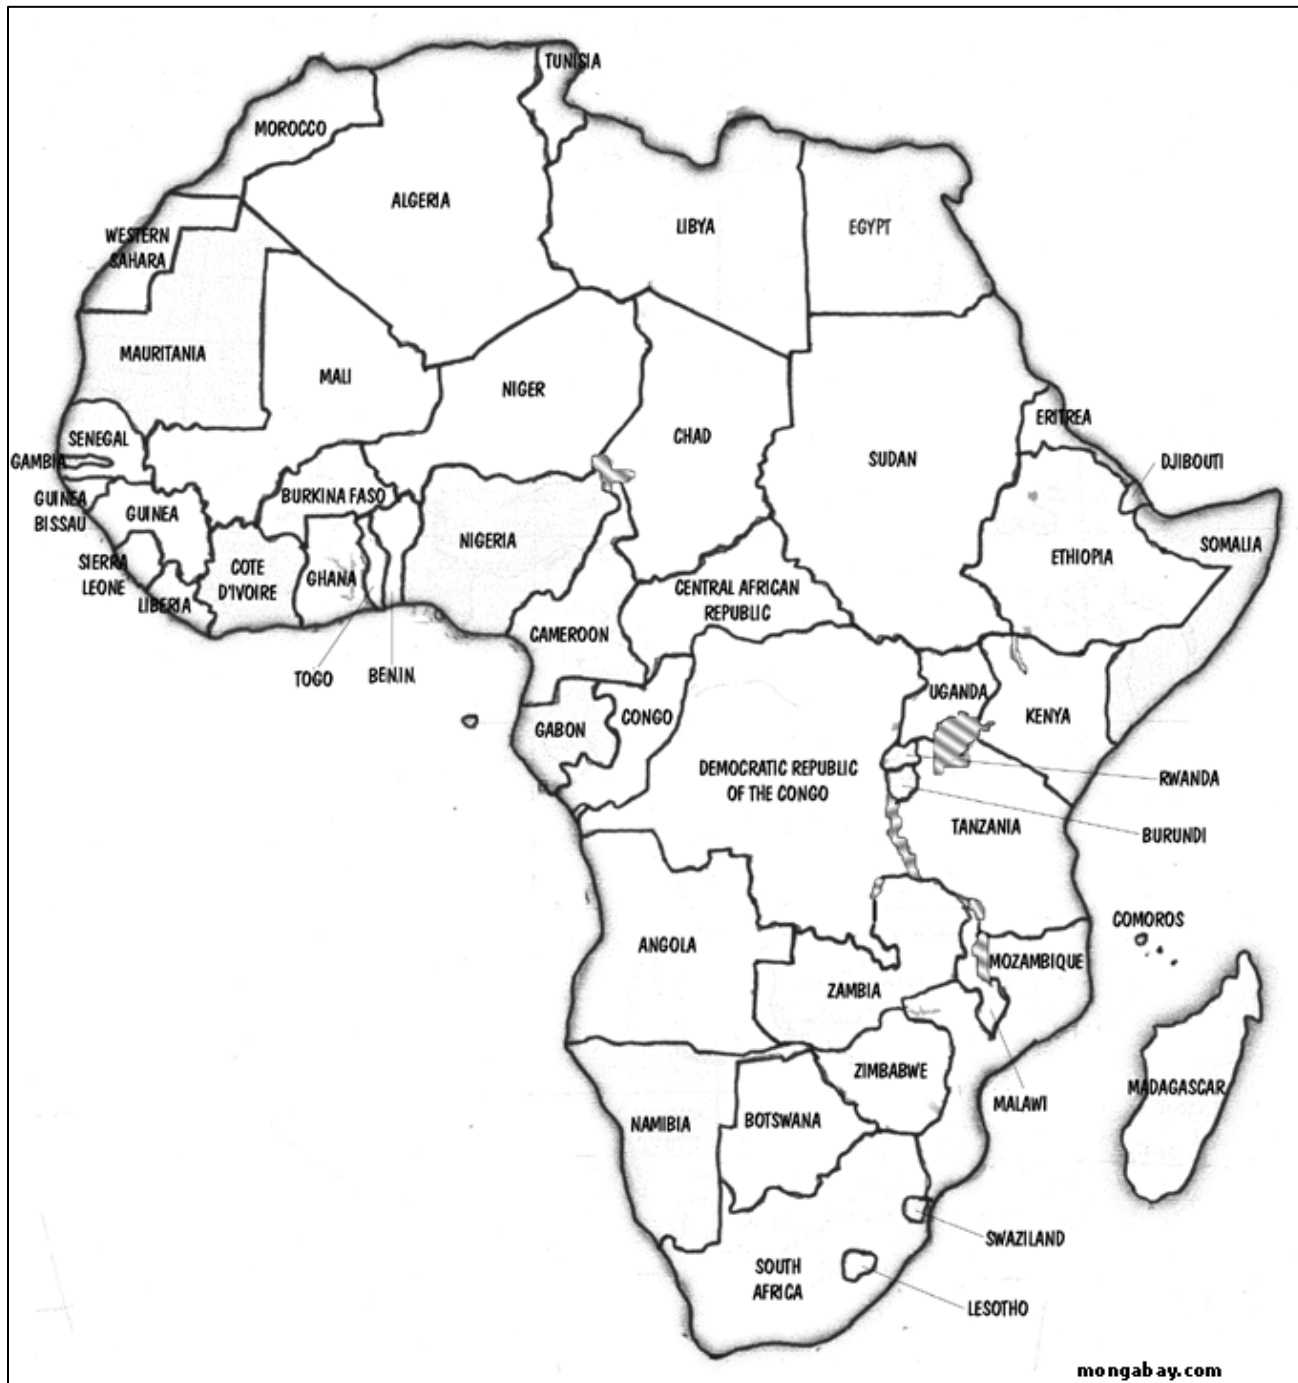 TUNISIA
MOROCCO
ALGERIA
LIBYA
EGYPT
WESTERN
SAHARA
MAURITANIA
MALI
NIGER
CHAD
SUDAN
ERITREA
DJIBOUTI
SENEGAL
GAMBIA
GUINEA
BISSAU
GUINEA
BURKINA FASO
NIGERIA
ETHIOPIA
SOMALIA
SIERRA
LEONE
LIBERIA
COTE
D'IVOIRE
GHANA
TOGO
BENIN
CENTRAL AFRICAN
REPUBLIC
CAMEROON
UGANDA
KENYA
GABON
CONGO
DEMOCRATIC REPUBLIC
OF THE CONGO
RWANDA
BURUNDI
TANZANIA
COMOROS
ANGOLA
ZAMBIA
MOZAMBIQUE
MALAWI
MADAGASCAR
ZIMBABWE
NAMIBIA
BOTSWANA
SWAZILAND
SOUTH
AFRICA
LESOTHO
mongabay.com